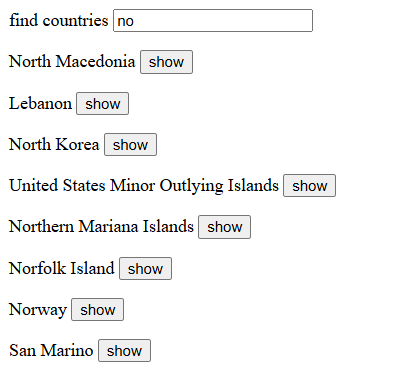 find countries no
North Macedonia show
Lebanon show
North Korea show
United States Minor Outlying Islands show
Northern Mariana Islands show
Norfolk Island show
Norway show
San Marino show